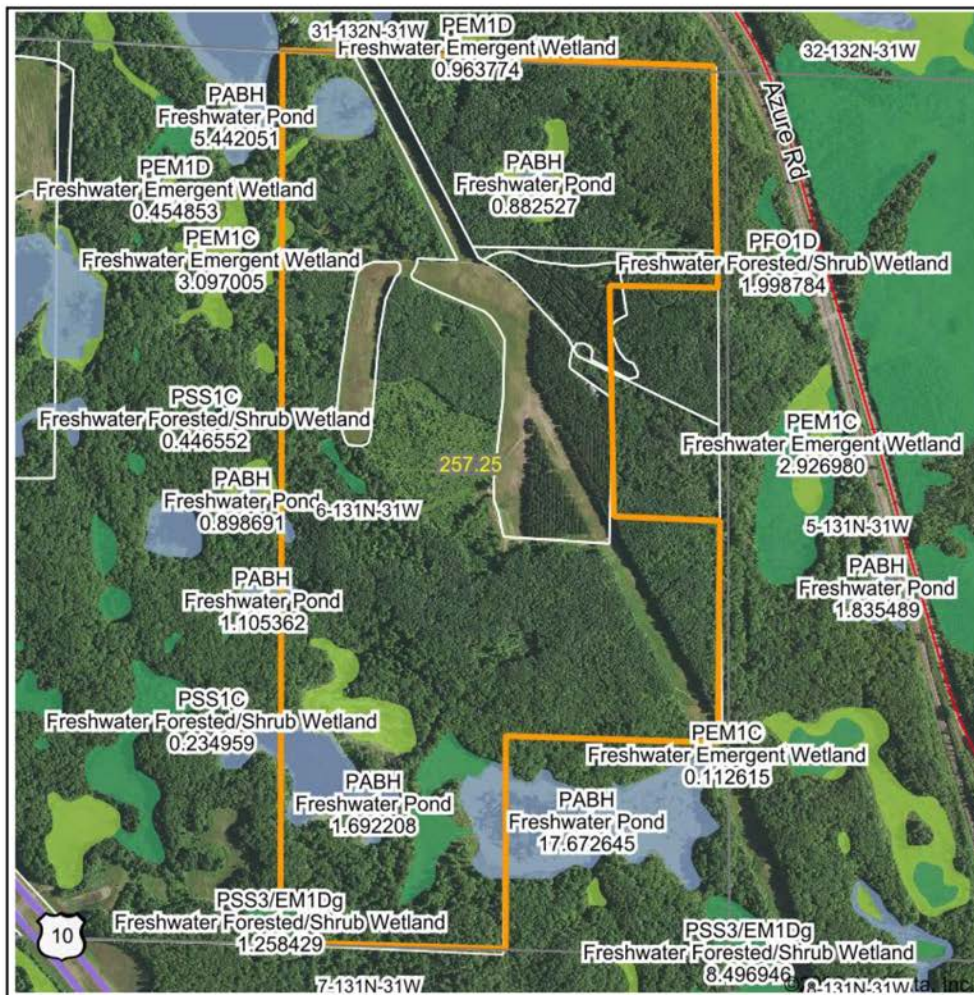 31-132N-31W
PEM1D
Freshwater Emergent Wetland
0.963774
32-132N-31W
PABH
Freshwater Pond
5.442051
Azure Rd
PEM1D
Freshwater Emergent Wetland
0.454853
PABH
Freshwater Pond
0.882527
PEM1C
Freshwater Emergent Wetland
3.097005
PFO1D
Freshwater Forested/Shrub Wetland
1.998784
PSS1C
Freshwater Forested/Shrub Wetland
0.446552
PEM1C
Freshwater Emergent Wetland
2.926980
257.25
PABH
Freshwater Pond
0.898691
6-131N-31W
5-131N-31W
PABH
Freshwater Pond
1.105362
PABH
Freshwater Pond
1.835489
PSS1C
Freshwater Forested/Shrub Wetland
0.234959
PEM1C
Freshwater Emergent Wetland
0.112615
PABH
Freshwater Pond
1.692208
PABH
Freshwater Pond
17.672645
PSS3/EM1Dg
Freshwater Forested/Shrub Wetland
1.258429
10
PSS3/EM1Dg
Freshwater Forested/Shrub Wetland
8.496946
7-131N-31W
8-131N-31W
Inc.